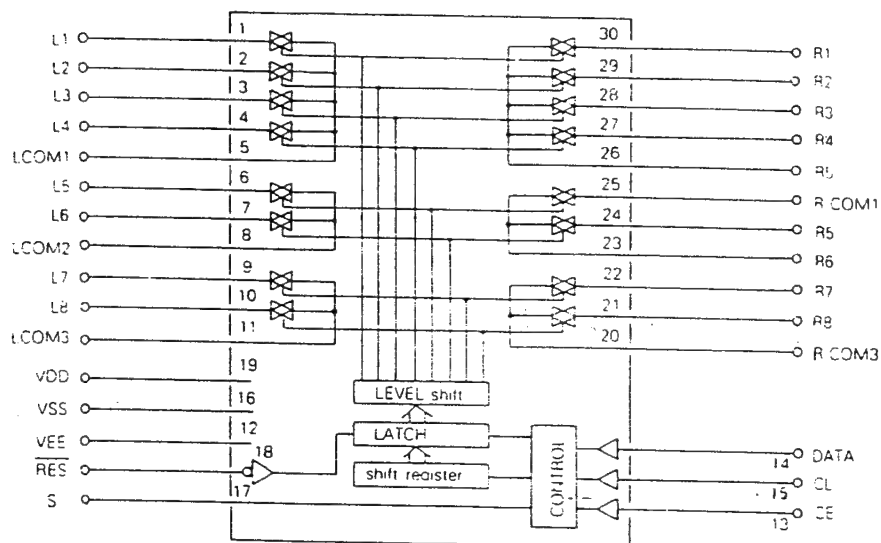 L1 1 30 R1
L2 2 29 R2
L3 3 28 R3
L4 4 27 R4
LCOM1 5 26 R5
L5 6 25 R COM1
L6 7 24 R5
LCOM2 8 23 R6
L7 9 22 R7
L8 10 21 R8
LCOM3 11 20 R COM3
VDD 19
LEVEL shift
VSS 16
VEE 12 LATCH
RES 18 shift register CONTROL 14 DATA
17 15 CL
S 13 CE